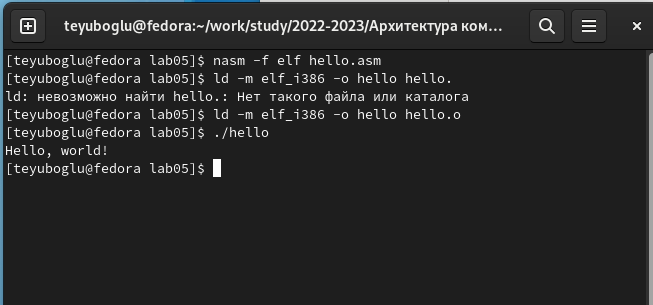 teyuboglu@fedora:~/work/study/2022-2023/Архитектура ком...
[teyuboglu@fedora lab05]$ nasm -f elf hello.asm
[teyuboglu@fedora lab05]$ ld -m elf_i386 -o hello hello.
ld: невозможно найти hello.: Нет такого файла или каталога
[teyuboglu@fedora lab05]$ ld -m elf_i386 -o hello hello.o
[teyuboglu@fedora lab05]$ ./hello
Hello, world!
[teyuboglu@fedora lab05]$